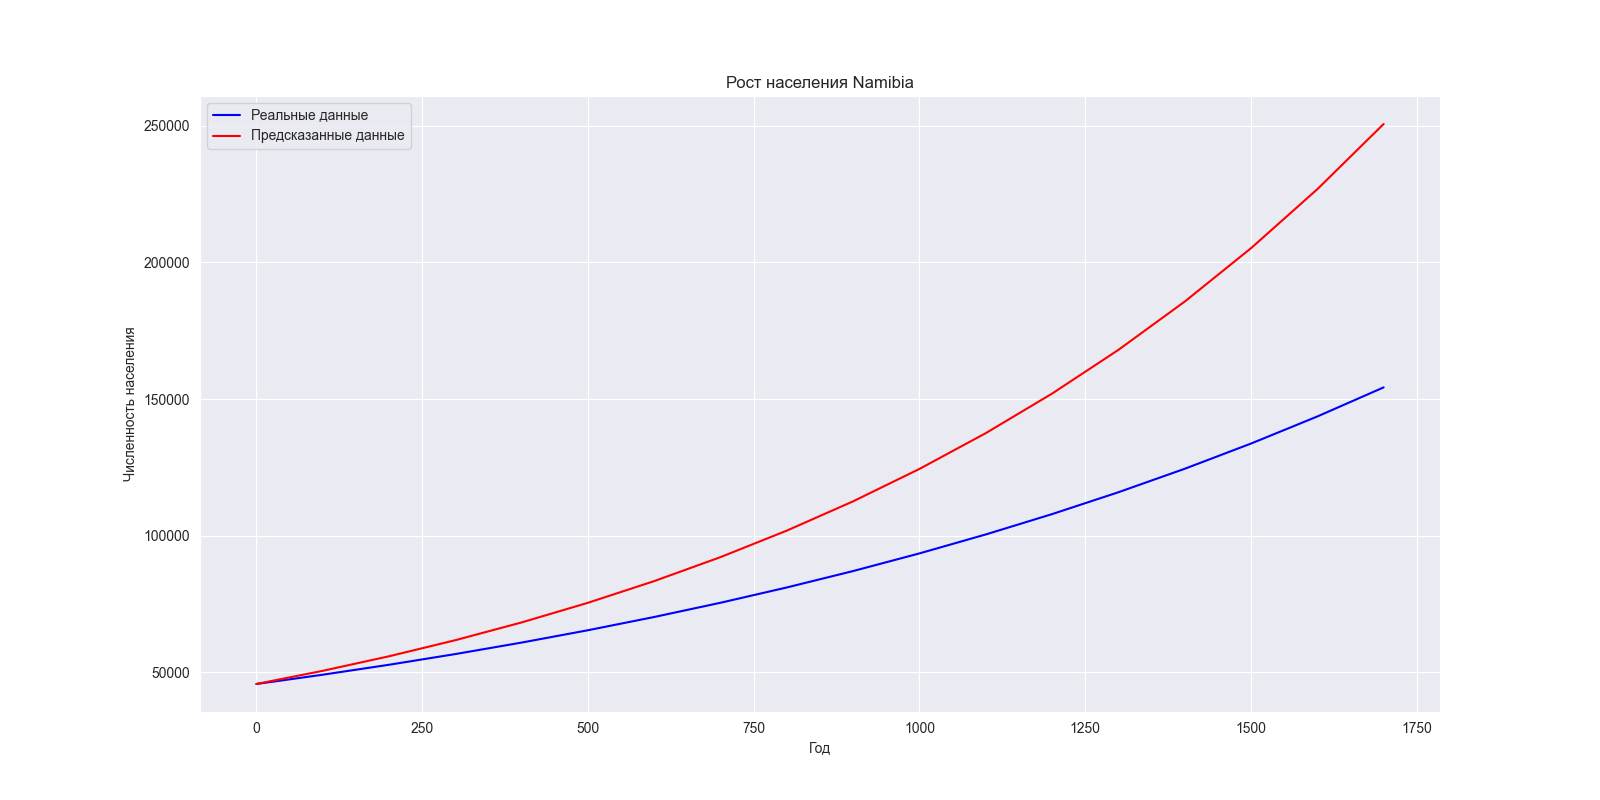 Рост населения Namibia
Реальные данные
Предсказанные данные
250000
200000
150000
100000
50000
Численность населения
0 250 500 750 1000 1250 1500 1750
Год